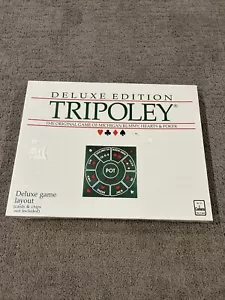 DELUXE EDITION
TRIPOLEY®
THE ORIGINAL GAME OF MICHIGAN RUMMY, HEARTS & POKER
POT
Deluxe game
layout
(cards & chips
not included)